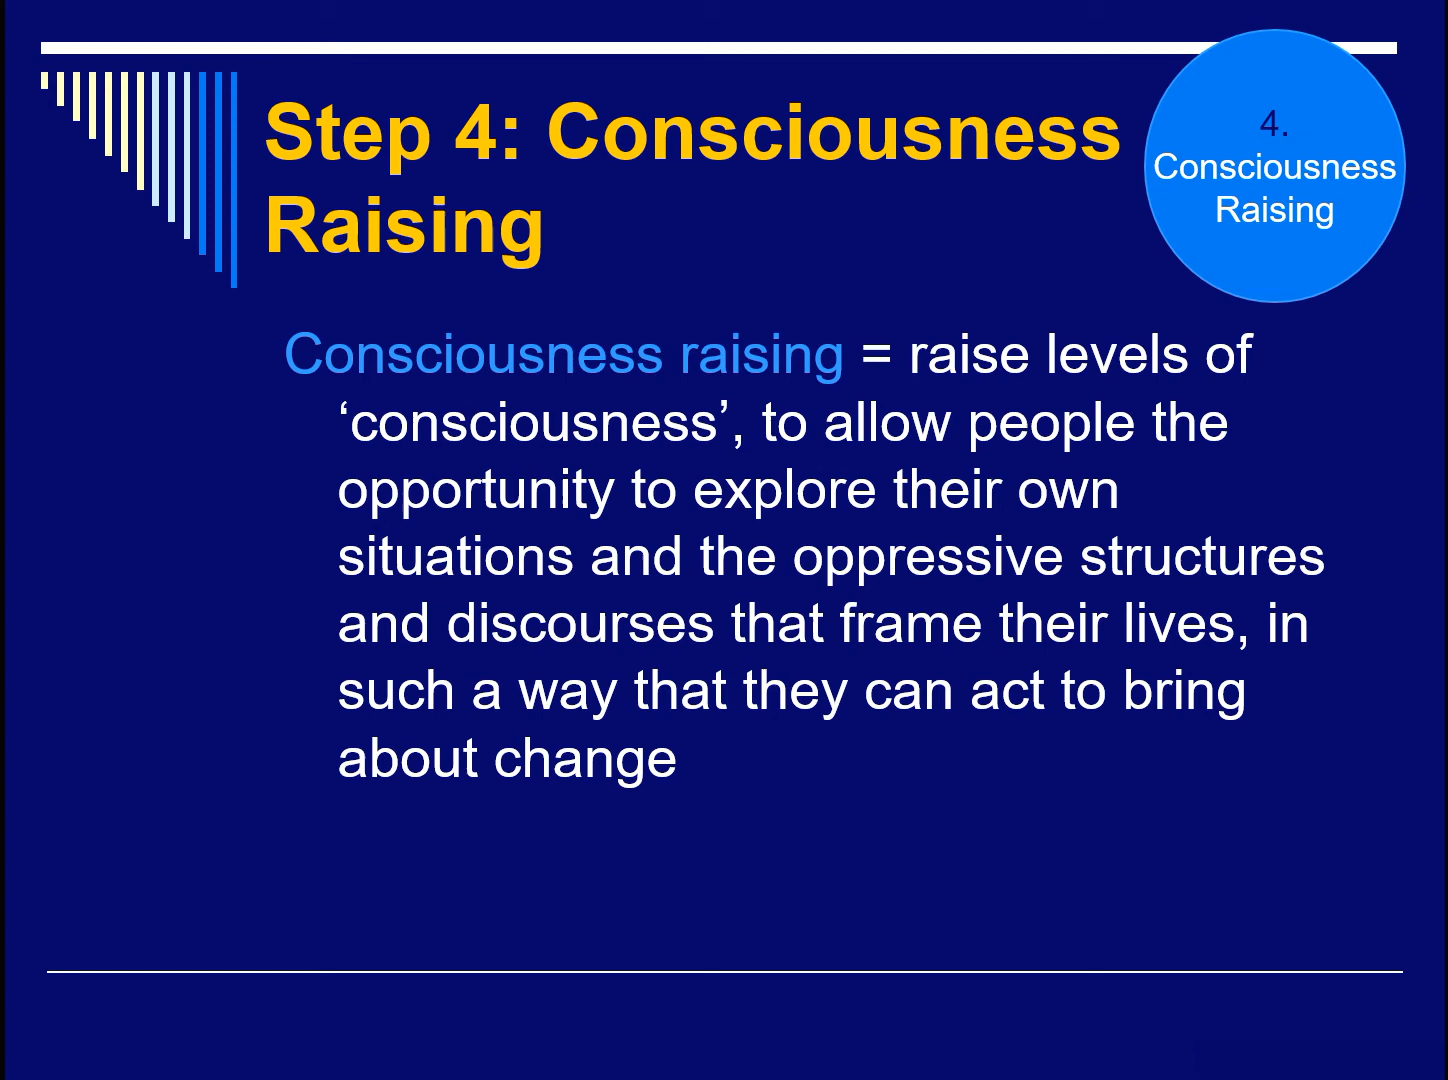 Step 4: Consciousness
Raising
4.
Consciousness
Raising
Consciousness raising = raise levels of
‘consciousness’, to allow people the
opportunity to explore their own
situations and the oppressive structures
and discourses that frame their lives, in
such a way that they can act to bring
about change